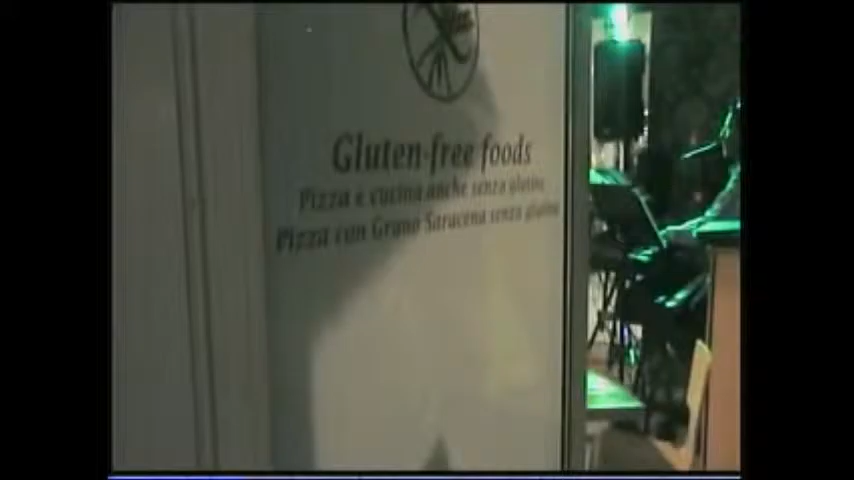 Gluten-free foods
Pizza e cucina anche senza glutine
Pizza con Grano Saraceno senza glutine